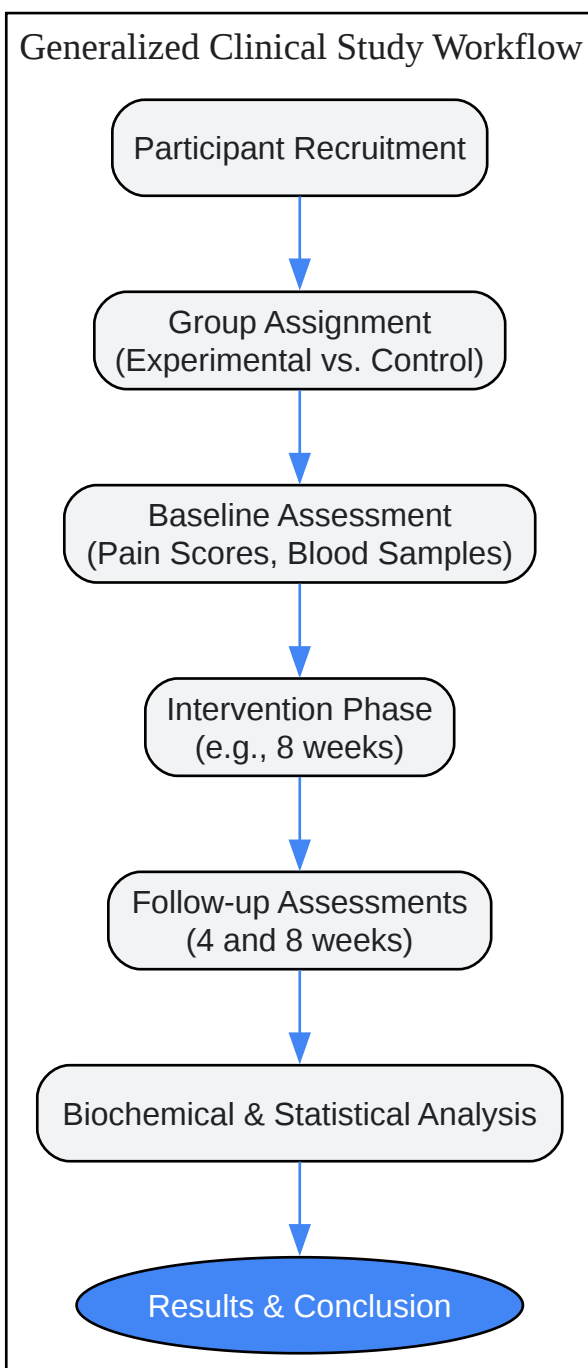 Generalized Clinical Study Workflow
Participant Recruitment
Group Assignment
(Experimental vs. Control)
Baseline Assessment
(Pain Scores, Blood Samples)
Intervention Phase
(e.g., 8 weeks)
Follow-up Assessments
(4 and 8 weeks)
Biochemical & Statistical Analysis
Results & Conclusion